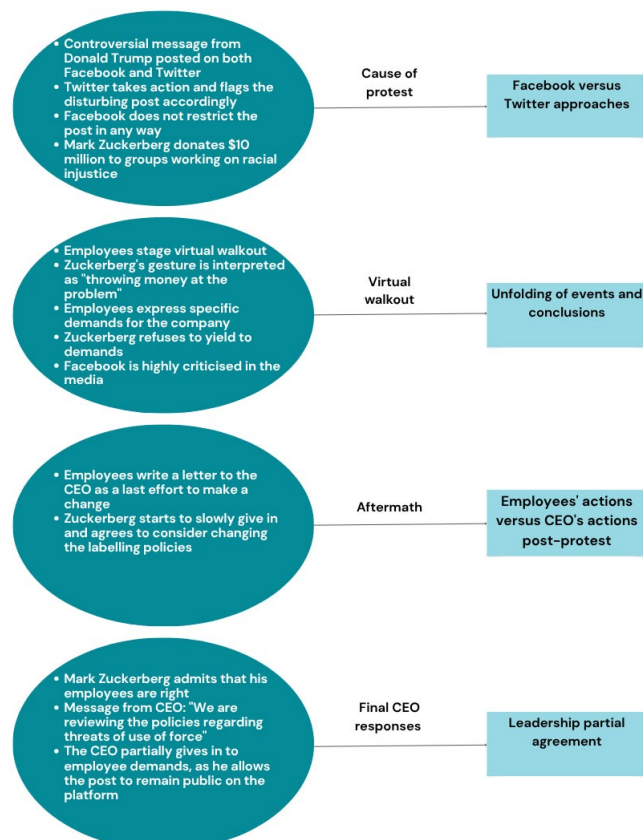 • Controversial message from
Donald Trump posted on both
Facebook and Twitter
• Twitter takes action and flags the
disturbing post accordingly
• Facebook does not restrict the
post in any way
• Mark Zuckerberg donates $10
million to groups working on racial
injustice
Cause of
protest
Facebook versus
Twitter approaches
• Employees stage virtual walkout
• Zuckerberg's gesture is interpreted
as "throwing money at the
problem"
• Employees express specific
demands for the company
• Zuckerberg refuses to yield to
demands
• Facebook is highly criticised in the
media
Virtual
walkout
Unfolding of events and
conclusions
• Employees write a letter to the
CEO as a last effort to make a
change
• Zuckerberg starts to slowly give in
and agrees to consider changing
the labelling policies
Aftermath
Employees' actions
versus CEO's actions
post-protest
• Mark Zuckerberg admits that his
employees are right
• Message from CEO: "We are
reviewing the policies regarding
threats of use of force"
• The CEO partially gives in to
employee demands, as he allows
the post to remain public on the
platform
Final CEO
responses
Leadership partial
agreement